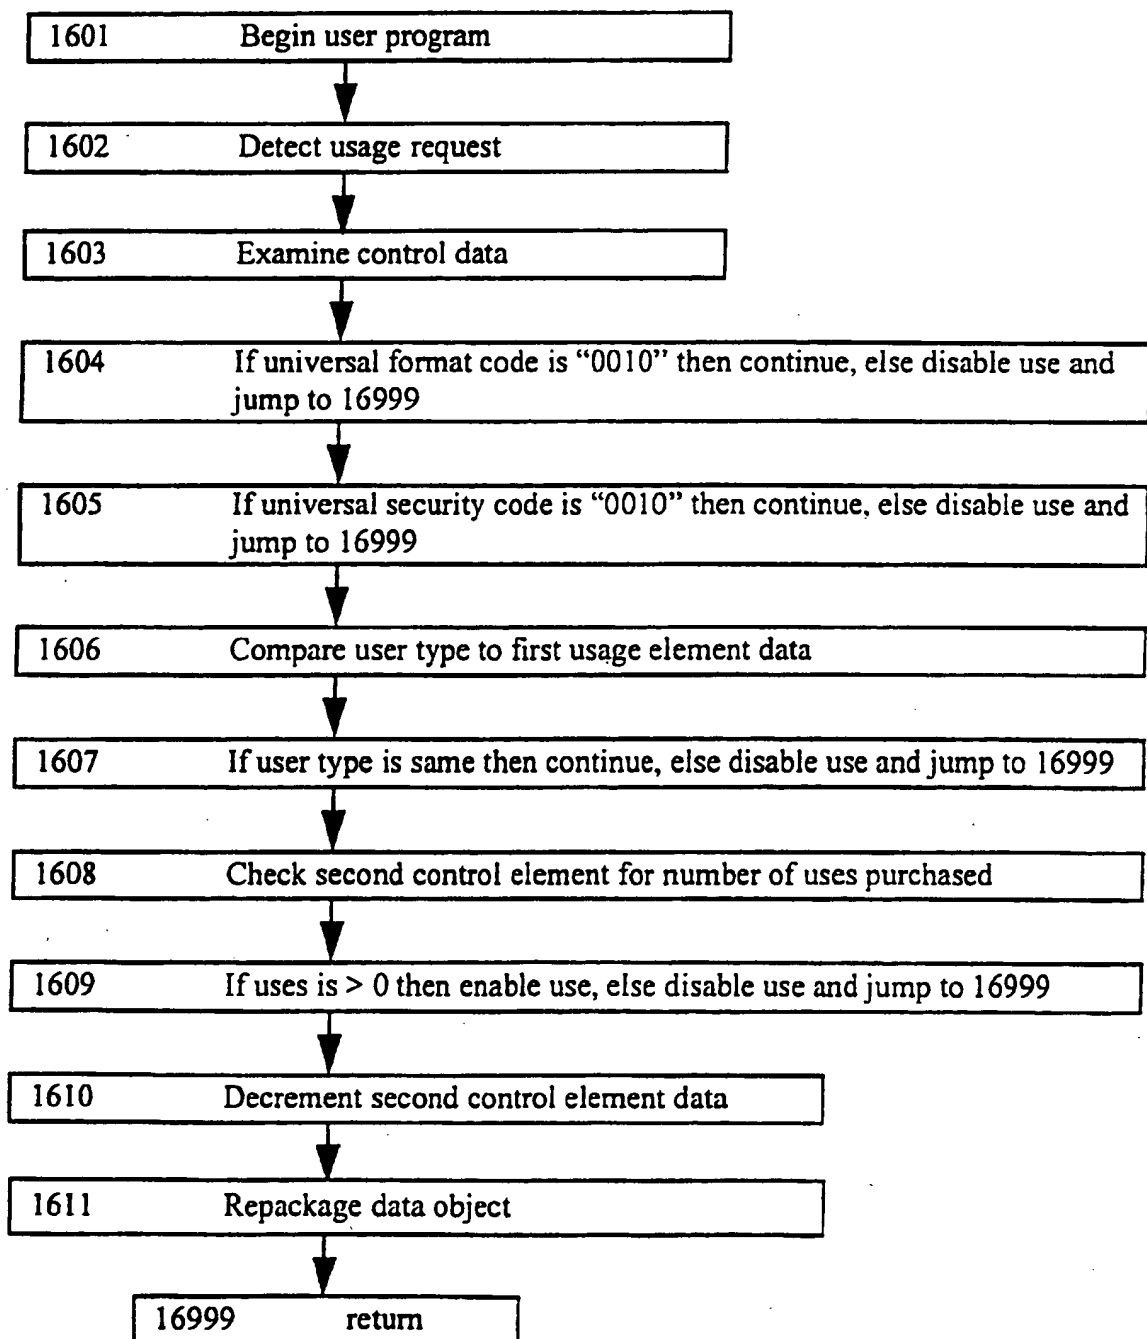 1601 Begin user program
1602 Detect usage request
1603 Examine control data
1604 If universal format code is “0010” then continue, else disable use and
jump to 16999
1605 If universal security code is “0010” then continue, else disable use and
jump to 16999
1606 Compare user type to first usage element data
1607 If user type is same then continue, else disable use and jump to 16999
1608 Check second control element for number of uses purchased
1609 If uses is > 0 then enable use, else disable use and jump to 16999
1610 Decrement second control element data
1611 Repackage data object
16999 return